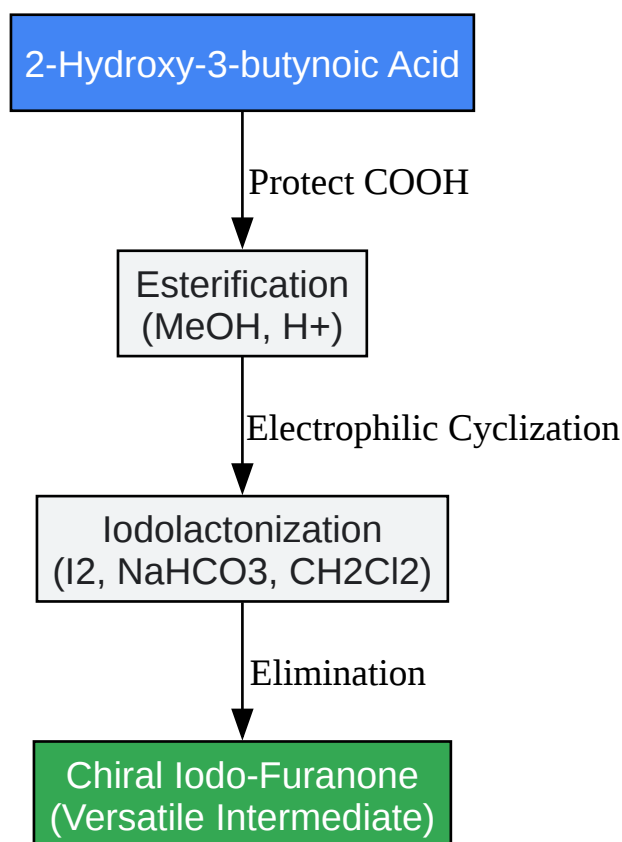 2-Hydroxy-3-butynoic Acid
Protect COOH
Esterification
(MeOH, H+)
Electrophilic Cyclization
Iodolactonization
(I2, NaHCO3, CH2Cl2)
Elimination
Chiral Iodo-Furanone
(Versatile Intermediate)